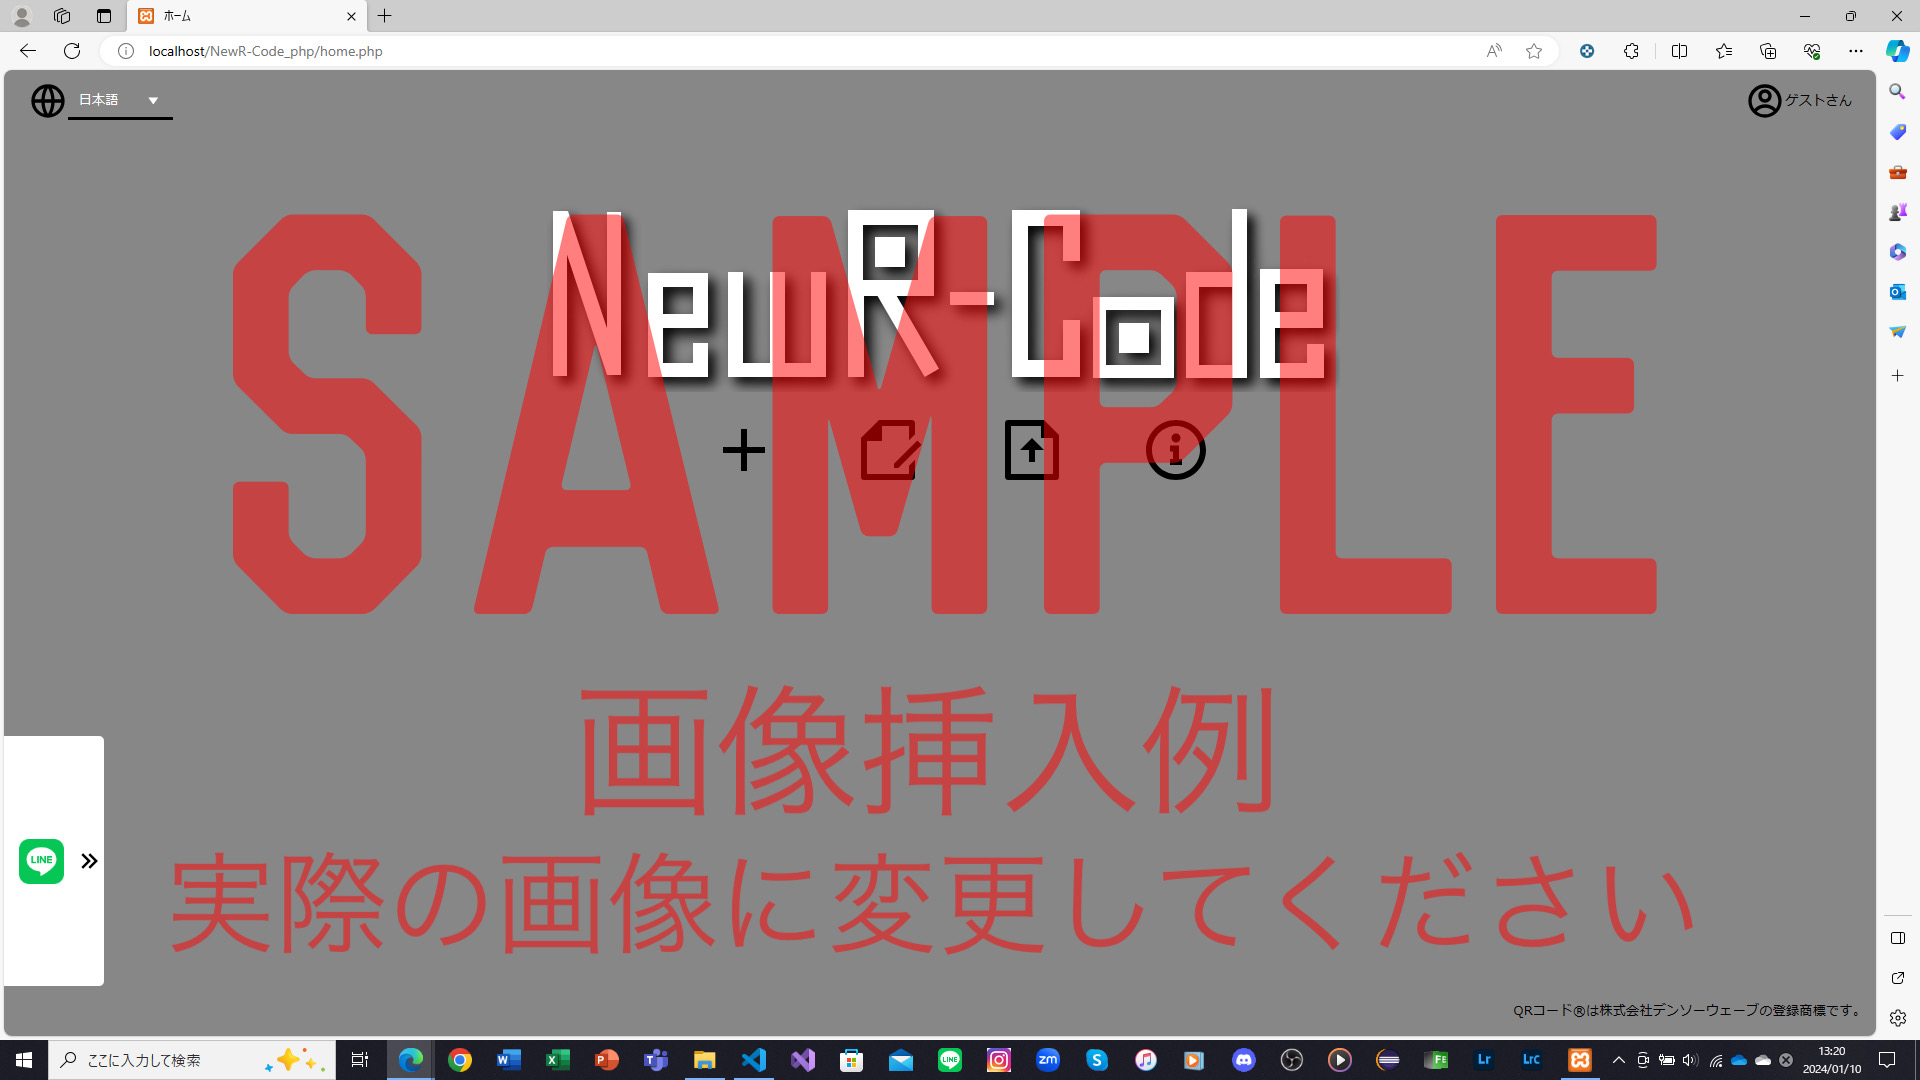 ホーム
localhost/NewR-Code_php/home.php
日本語
ゲストさん
NewR-Code
SAMPLE
画像挿入例
実際の画像に変更してください
LINE
QRコード®は株式会社デンソーウェーブの登録商標です。
ここに入力して検索
zm
Fe
Lr
LrC
13:20
2024/01/10